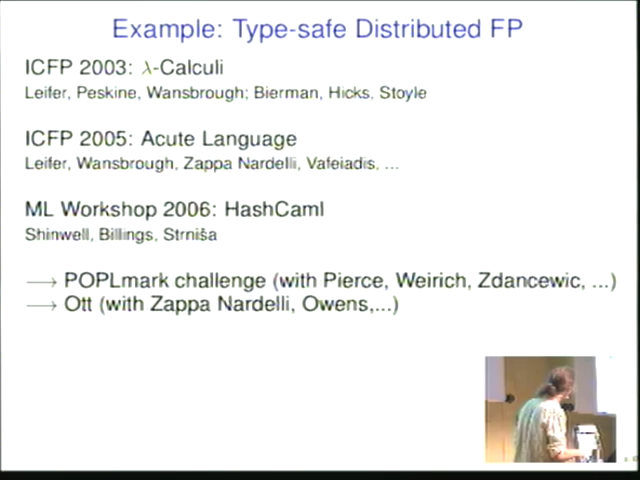 Example: Type-safe Distributed FP
ICFP 2003: λ-Calculi
Leifer, Peskine, Wansbrough; Bierman, Hicks, Stoyle
ICFP 2005: Acute Language
Leifer, Wansbrough, Zappa Nardelli, Vafeiadis, ...
ML Workshop 2006: HashCaml
Shinwell, Billings, Strniša
⟶ POPLmark challenge (with Pierce, Weirich, Zdancewic, ...)
⟶ Ott (with Zappa Nardelli, Owens,...)